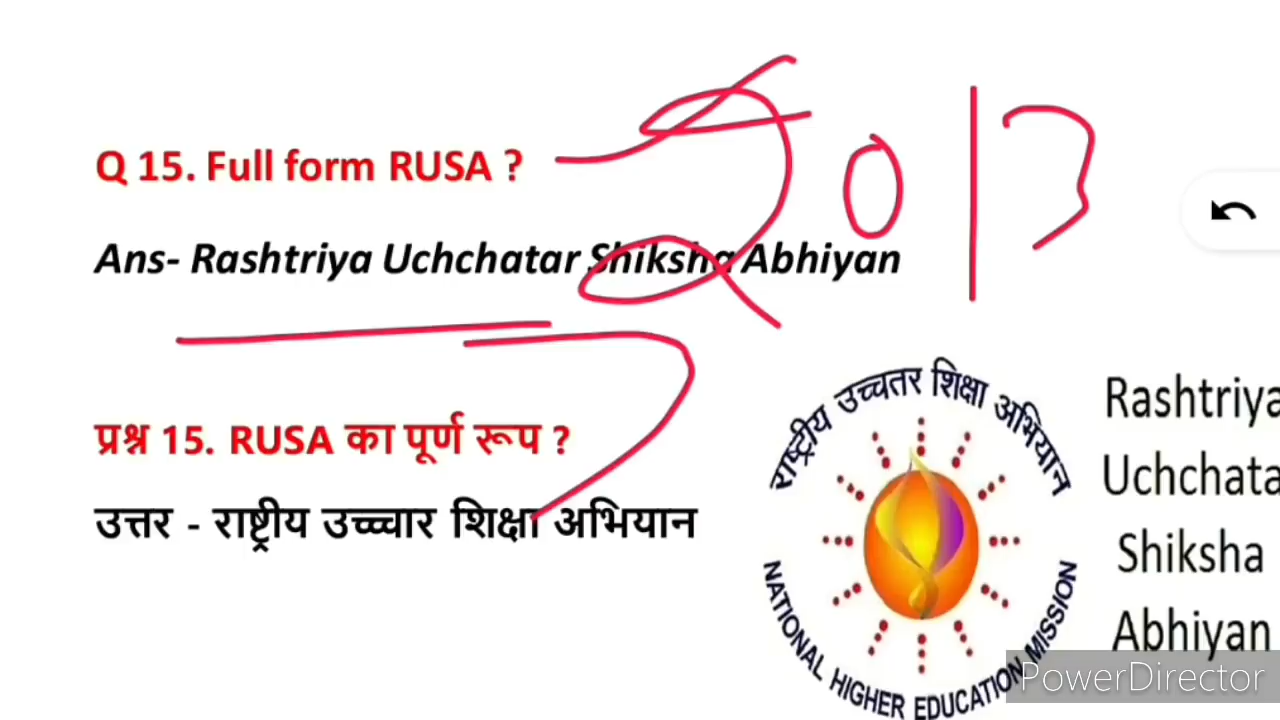 Q 15. Full form RUSA ?
2013
Ans- Rashtriya Uchchatar Shiksha Abhiyan
प्रश्न 15. RUSA का पूर्ण रूप ?
उत्तर - राष्ट्रीय उच्चार शिक्षा अभियान
राष्ट्रीय उच्चतर शिक्षा अभियान
NATIONAL HIGHER EDUCATION MISSION
Rashtriya
Uchchata
Shiksha
Abhiyan
PowerDirector